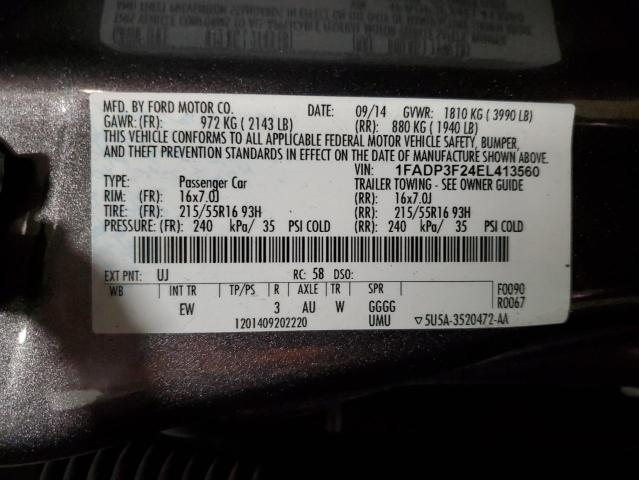 MFD. BY FORD MOTOR CO. DATE: 09/14 GVWR: 1810 KG ( 3990 LB)
GAWR: (FR): 972 KG ( 2143 LB) (RR): 880 KG ( 1940 LB)
THIS VEHICLE CONFORMS TO ALL APPLICABLE FEDERAL MOTOR VEHICLE SAFETY, BUMPER,
AND THEFT PREVENTION STANDARDS IN EFFECT ON THE DATE OF MANUFACTURE SHOWN ABOVE.
VIN: 1FADP3F24EL413560
TYPE: Passenger Car TRAILER TOWING - SEE OWNER GUIDE
RIM: (FR): 16x7.0J (RR): 16x7.0J
TIRE: (FR): 215/55R16 93H (RR): 215/55R16 93H
PRESSURE: (FR): 240 kPa/ 35 PSI COLD (RR): 240 kPa/ 35 PSI COLD
EXT PNT: UJ RC: 58 DSO:
WB INT TR TP/PS R AXLE TR SPR F0090
EW 3 AU W GGGG R0067
1201409202220 UMU ▽5U5A-3520472-AA